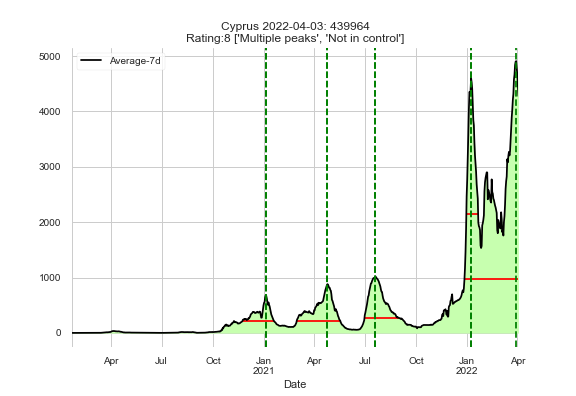 Cyprus 2022-04-03: 439964
Rating:8 ['Multiple peaks', 'Not in control']
Average-7d
5000
4000
3000
2000
1000
0
Apr Jul Oct Jan Apr Jul Oct Jan Apr
2021 2022
Date